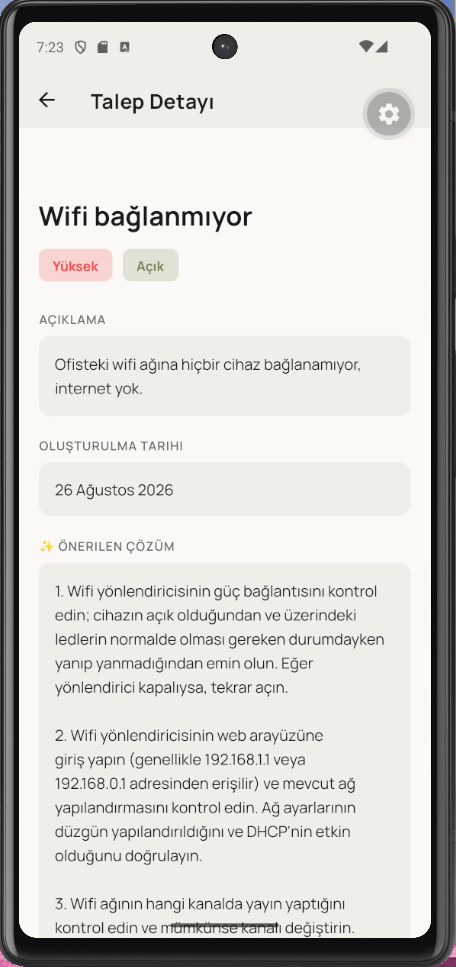 7:23
Talep Detayı
Wifi bağlanmıyor
Yüksek
Açık
AÇIKLAMA
Ofisteki wifi ağına hiçbir cihaz bağlanamıyor,
internet yok.
OLUŞTURULMA TARIHI
26 Ağustos 2026
✨ ÖNERILEN ÇÖZÜM
1. Wifi yönlendiricisinin güç bağlantısını kontrol
edin; cihazın açık olduğundan ve üzerindeki
ledlerin normalde olması gereken durumdayken
yanıp yanmadığından emin olun. Eğer
yönlendirici kapalıysa, tekrar açın.
2. Wifi yönlendiricisinin web arayüzüne
giriş yapın (genellikle 192.168.1.1 veya
192.168.0.1 adresinden erişilir) ve mevcut ağ
yapılandırmasını kontrol edin. Ağ ayarlarının
düzgün yapılandırıldığını ve DHCP'nin etkin
olduğunu doğrulayın.
3. Wifi ağının hangi kanalda yayın yaptığını
kontrol edin ve mümkünse kanalı değiştirin.